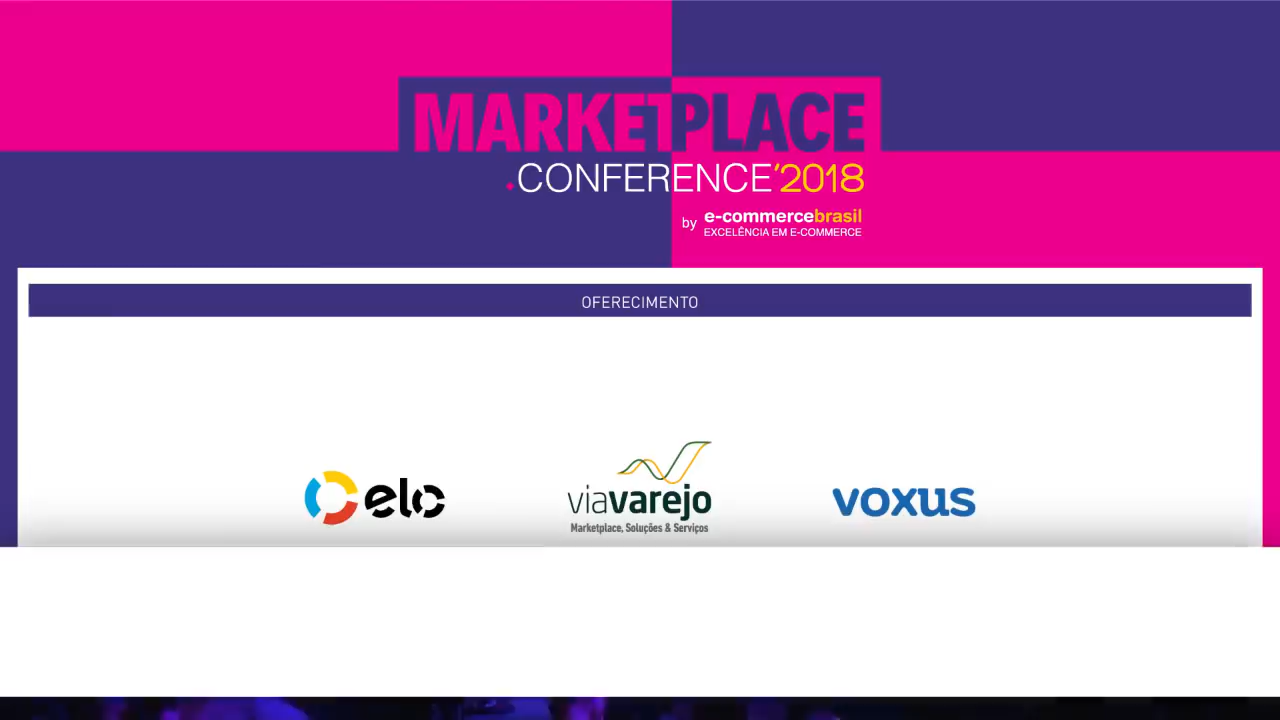 MARKETPLACE
.CONFERENCE'2018
by e-commercebrasil
EXCELÊNCIA EM E-COMMERCE
OFERECIMENTO
elo
viavarejo
Marketplace, Soluções & Serviços
voxus